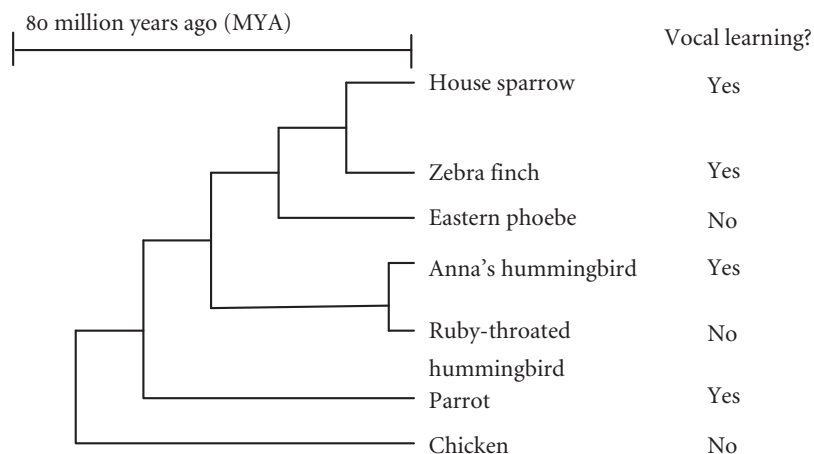 80 million years ago (MYA)
Vocal learning?
House sparrow Yes
Zebra finch Yes
Eastern phoebe No
Anna's hummingbird Yes
Ruby-throated No
hummingbird
Parrot Yes
Chicken No